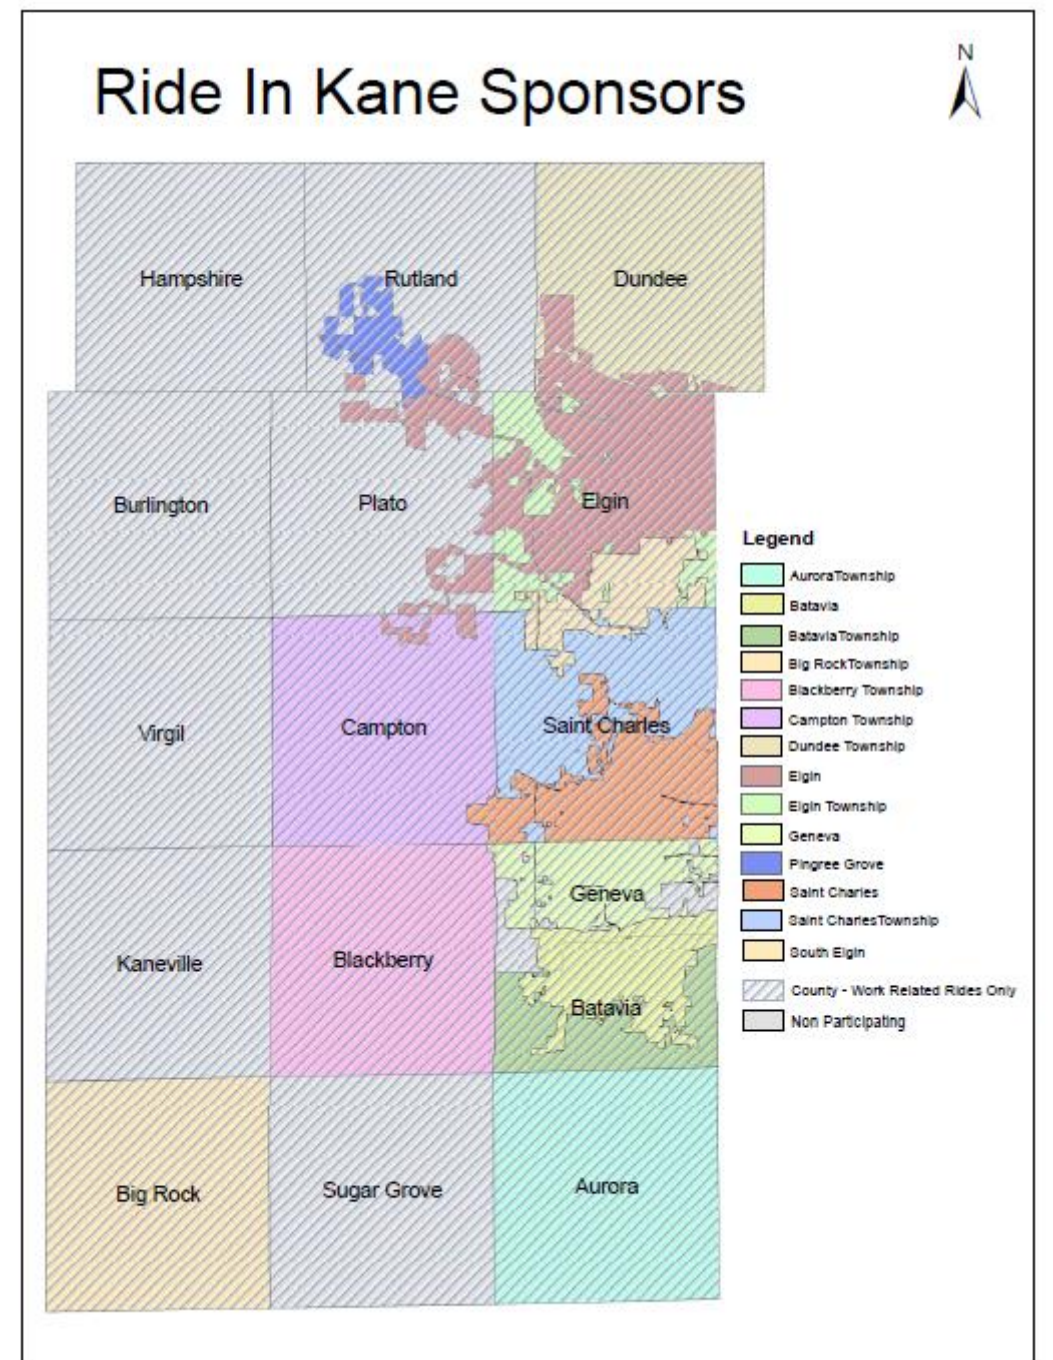 N
Ride In Kane Sponsors
Hampshire
Rutland
Dundee
Burlington
Plato
Elgin
Virgil
Campton
Saint Charles
Kaneville
Blackberry
Geneva
Batavia
Big Rock
Sugar Grove
Aurora
Legend
AuroraTownship
Batavia
BataviaTownship
Big RockTownship
Blackberry Township
Campton Township
Dundee Township
Elgin
Elgin Township
Geneva
Pingree Grove
Saint Charles
Saint CharlesTownship
South Elgin
County - Work Related Rides Only
Non Participating